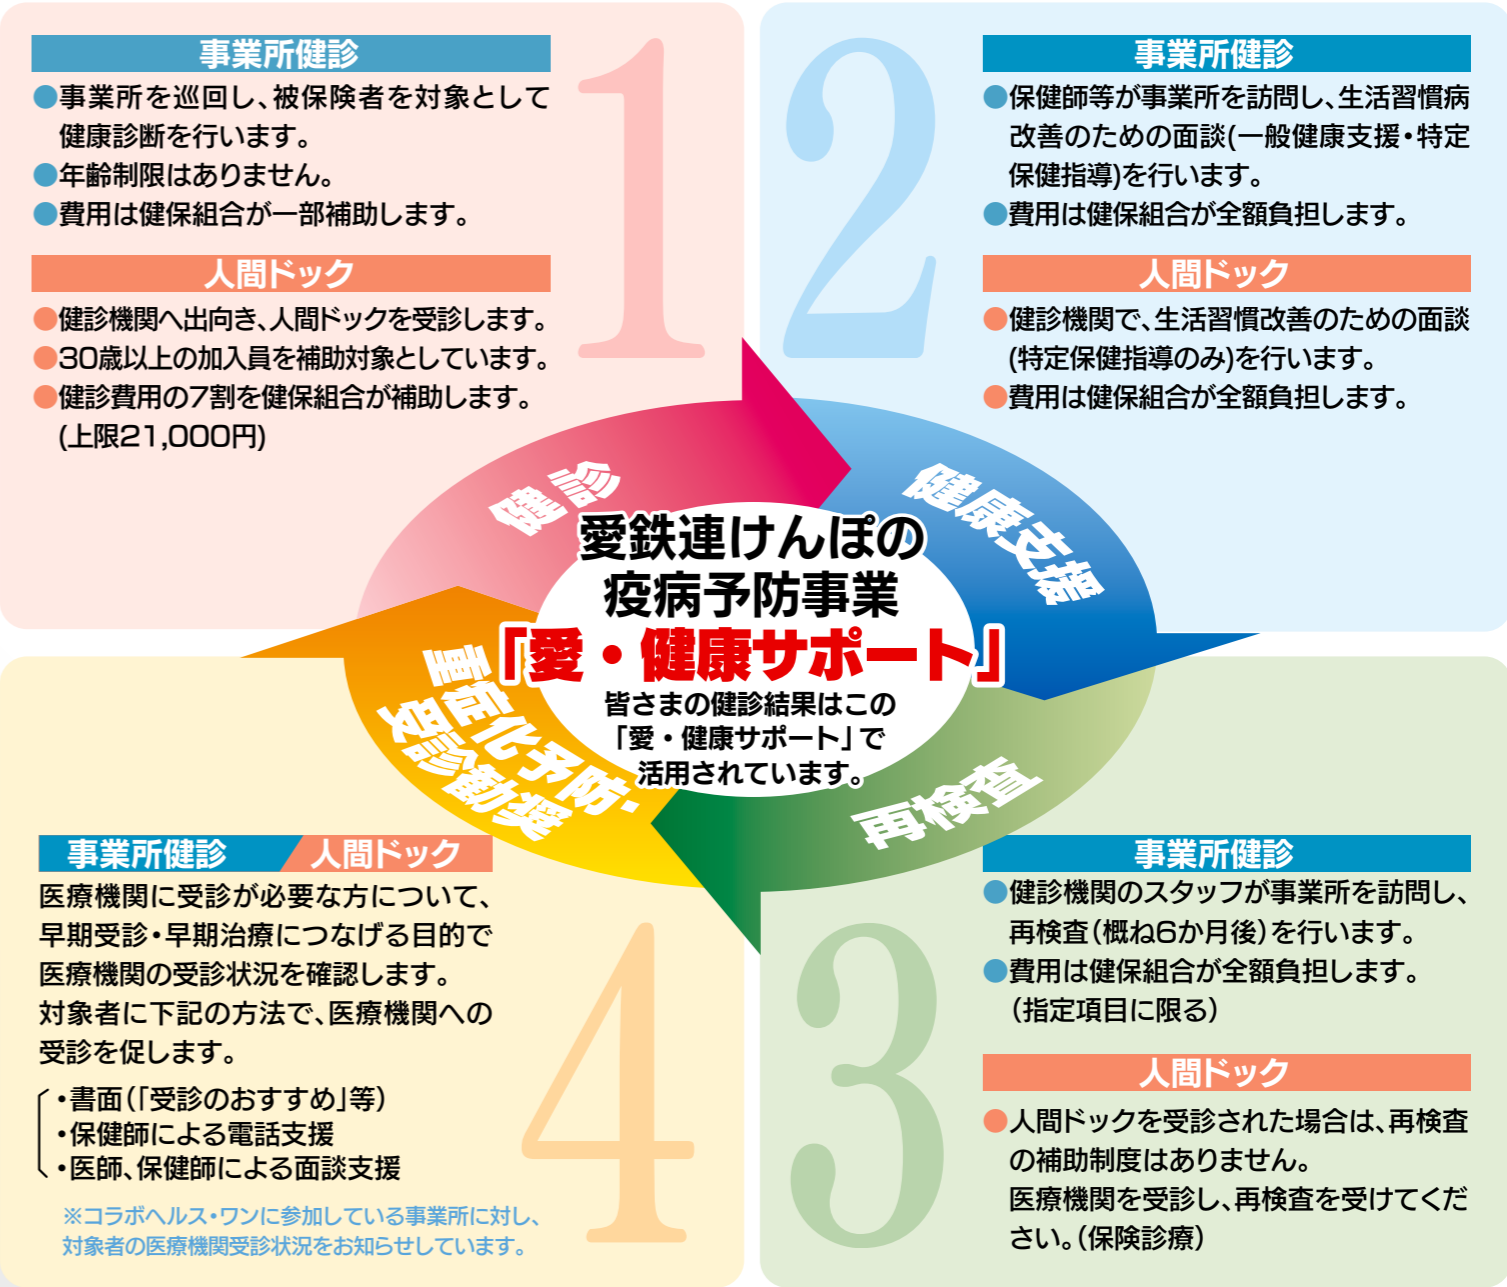 1
事業所健診
●事業所を巡回し、被保険者を対象として
健康診断を行います。
●年齢制限はありません。
●費用は健保組合が一部補助します。
人間ドック
●健診機関へ出向き、人間ドックを受診します。
●30歳以上の加入員を補助対象としています。
●健診費用の7割を健保組合が補助します。
(上限21,000円)
2
事業所健診
●保健師等が事業所を訪問し、生活習慣病
改善のための面談(一般健康支援・特定
保健指導)を行います。
●費用は健保組合が全額負担します。
人間ドック
●健診機関で、生活習慣改善のための面談
(特定保健指導のみ)を行います。
●費用は健保組合が全額負担します。
健診
健康支援
再検査
重症化予防・
受診勧奨
愛鉄連けんぽの
疫病予防事業
「愛・健康サポート」
皆さまの健診結果はこの
「愛・健康サポート」で
活用されています。
3
事業所健診
●健診機関のスタッフが事業所を訪問し、
再検査（概ね6か月後）を行います。
●費用は健保組合が全額負担します。
（指定項目に限る）
人間ドック
●人間ドックを受診された場合は、再検査
の補助制度はありません。
医療機関を受診し、再検査を受けてくだ
さい。（保険診療）
4
事業所健診 人間ドック
医療機関に受診が必要な方について、
早期受診・早期治療につなげる目的で
医療機関の受診状況を確認します。
対象者に下記の方法で、医療機関への
受診を促します。
・書面（「受診のおすすめ」等）
・保健師による電話支援
・医師、保健師による面談支援
※コラボヘルス・ワンに参加している事業所に対し、
対象者の医療機関受診状況をお知らせしています。